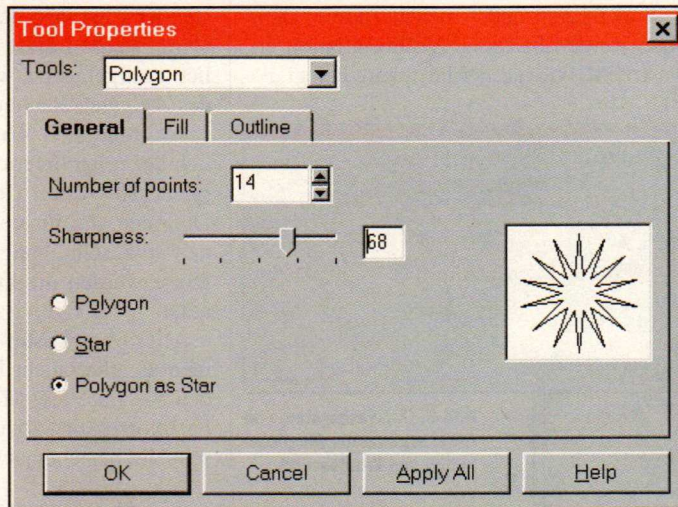 Tool Properties
Tools: Polygon
General Fill Outline
Number of points: 14
Sharpness: 68
Polygon
Star
Polygon as Star
OK Cancel Apply All Help